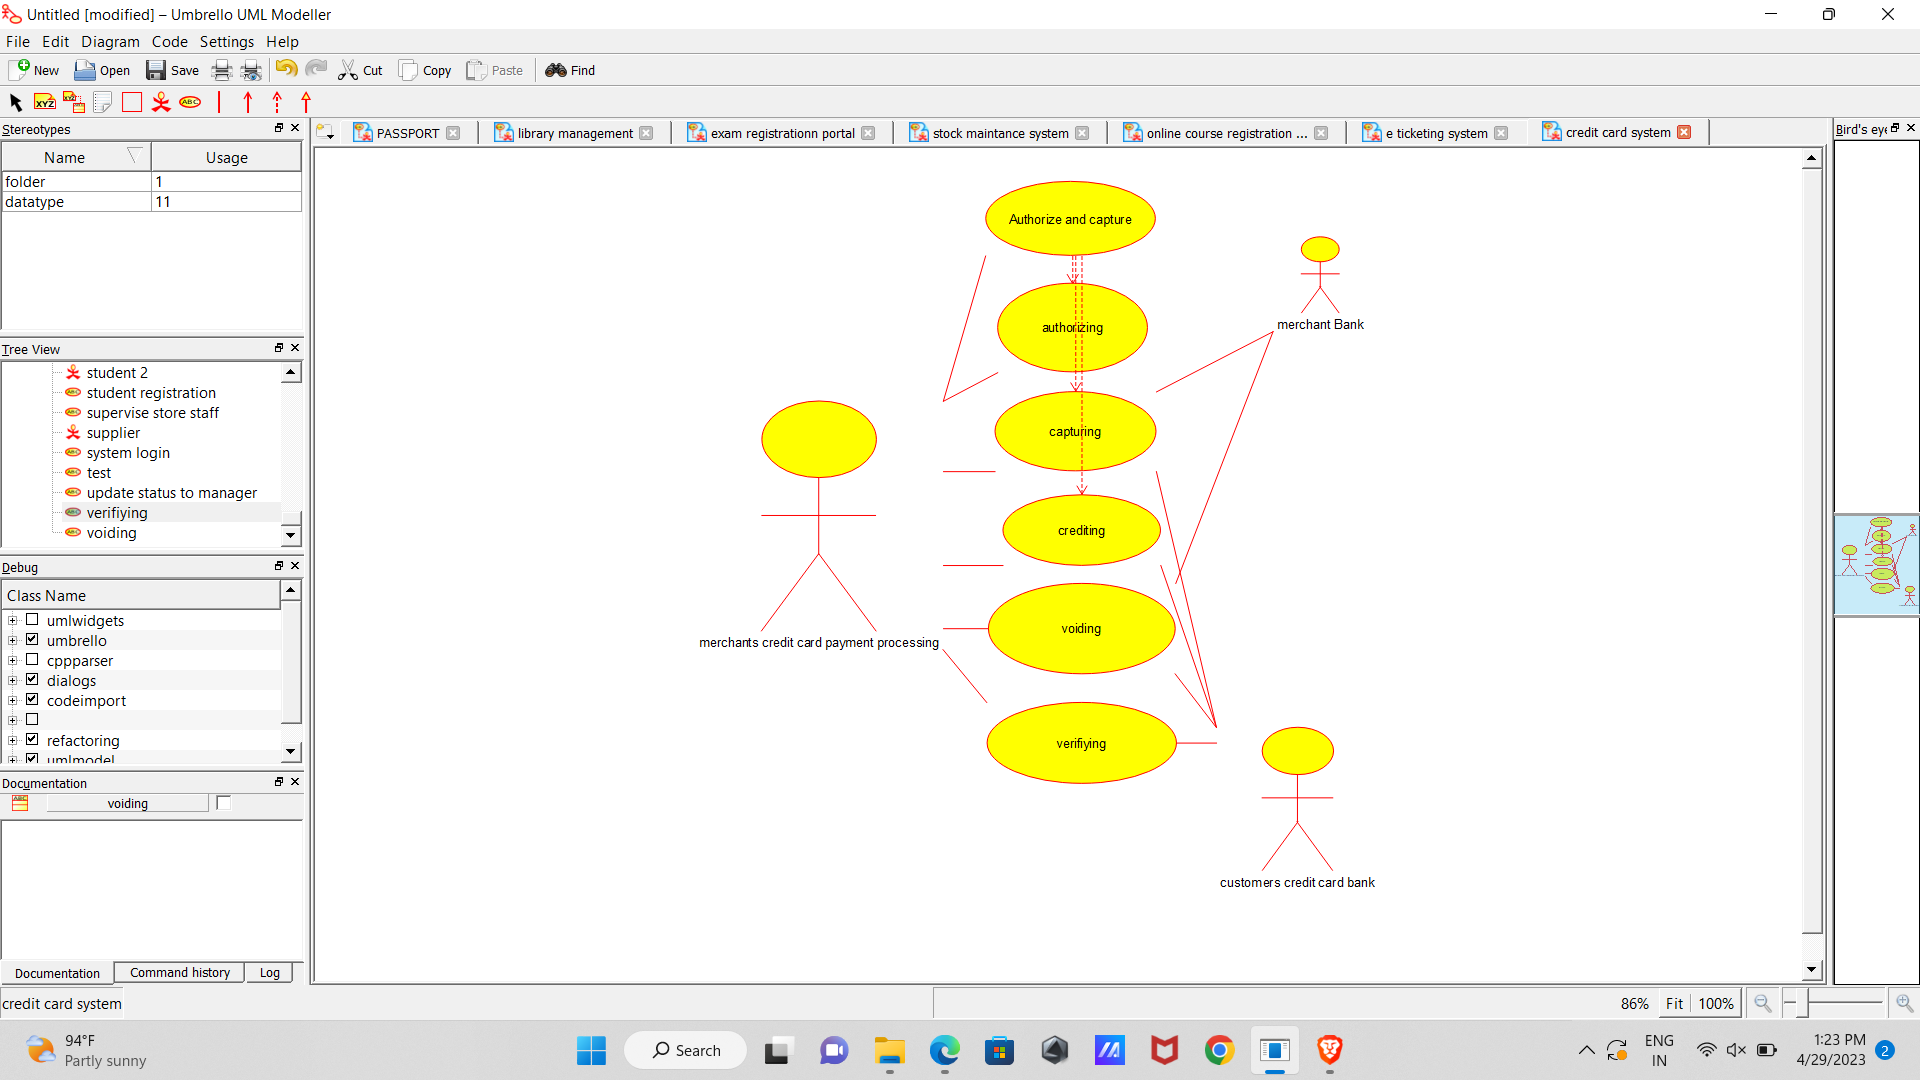 Untitled [modified] – Umbrello UML Modeller
File Edit Diagram Code Settings Help
New Open Save Cut Copy Paste Find
XYZ XYZ ABC
Stereotypes
Name Usage
folder 1
datatype 11
Tree View
student 2
student registration
supervise store staff
supplier
system login
test
update status to manager
verifiying
voiding
Debug
Class Name
umlwidgets
umbrello
cppparser
dialogs
codeimport
refactoring
umlmodel
Documentation
voiding
Documentation Command history Log
credit card system
PASSPORT library management exam registrationn portal stock maintance system online course registration ... e ticketing system credit card system
Bird's eye
Authorize and capture
authorizing
capturing
crediting
voiding
verifiying
merchant Bank
merchants credit card payment processing
customers credit card bank
86% Fit 100%
94°F
Partly sunny
Search
ENG
IN
1:23 PM
4/29/2023
2